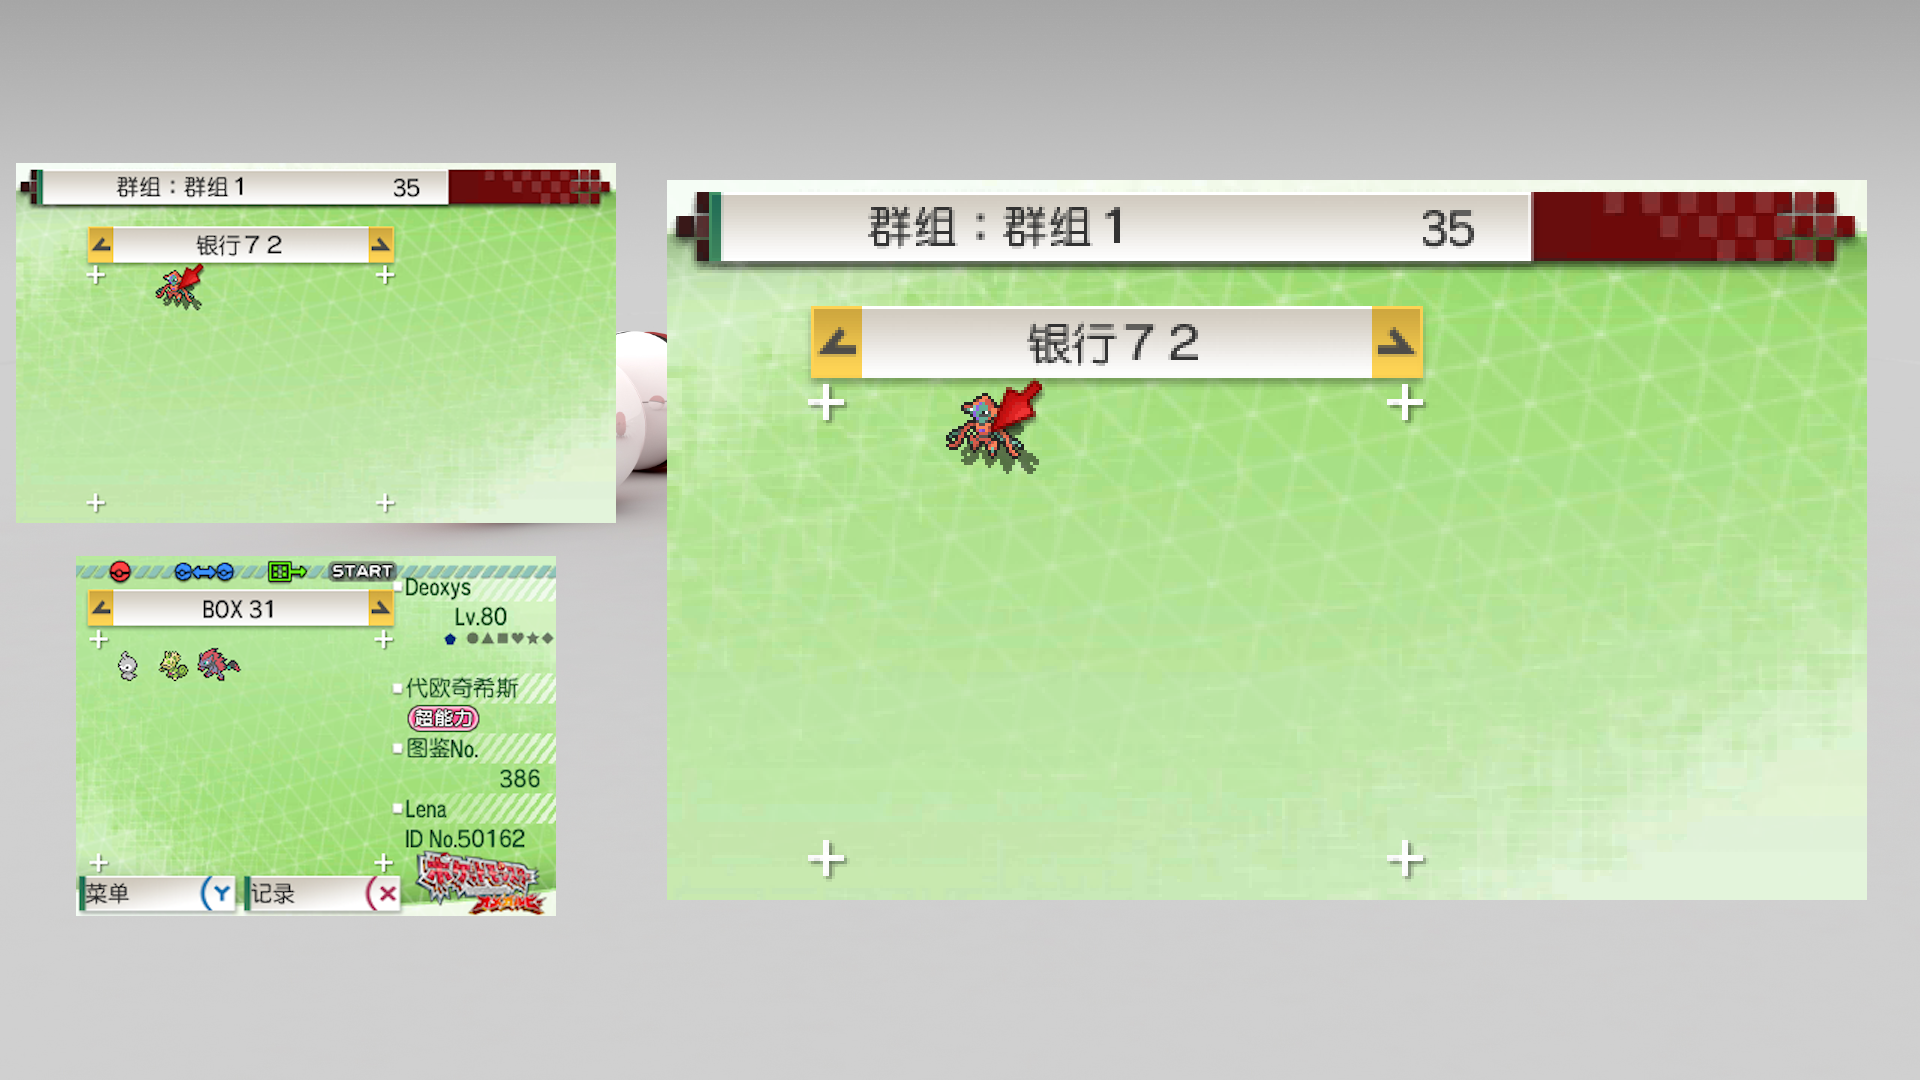 群组：群组1 35
银行７２
START
BOX 31
Deoxys
Lv.80
代欧奇希斯
超能力
图鉴No.
386
Lena
ID No.50162
菜单 Y
记录 X
群组：群组1 35
银行７２